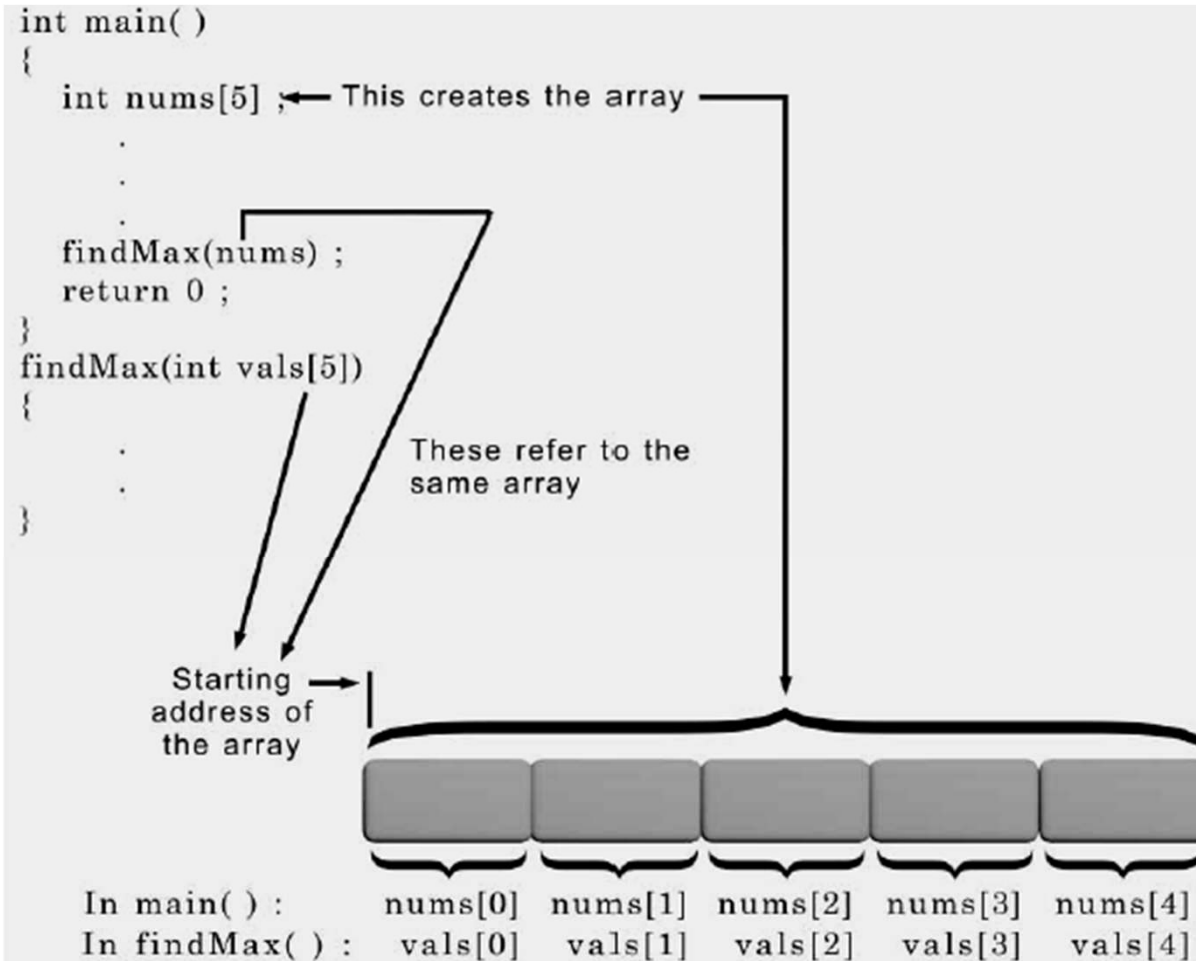 int main( )
{
int nums[5] ;
This creates the array
.
.
.
findMax(nums) ;
return 0 ;
}
findMax(int vals[5])
{
.
.
}
These refer to the
same array
Starting
address of
the array
In main( ) : nums[0] nums[1] nums[2] nums[3] nums[4]
In findMax( ) : vals[0] vals[1] vals[2] vals[3] vals[4]